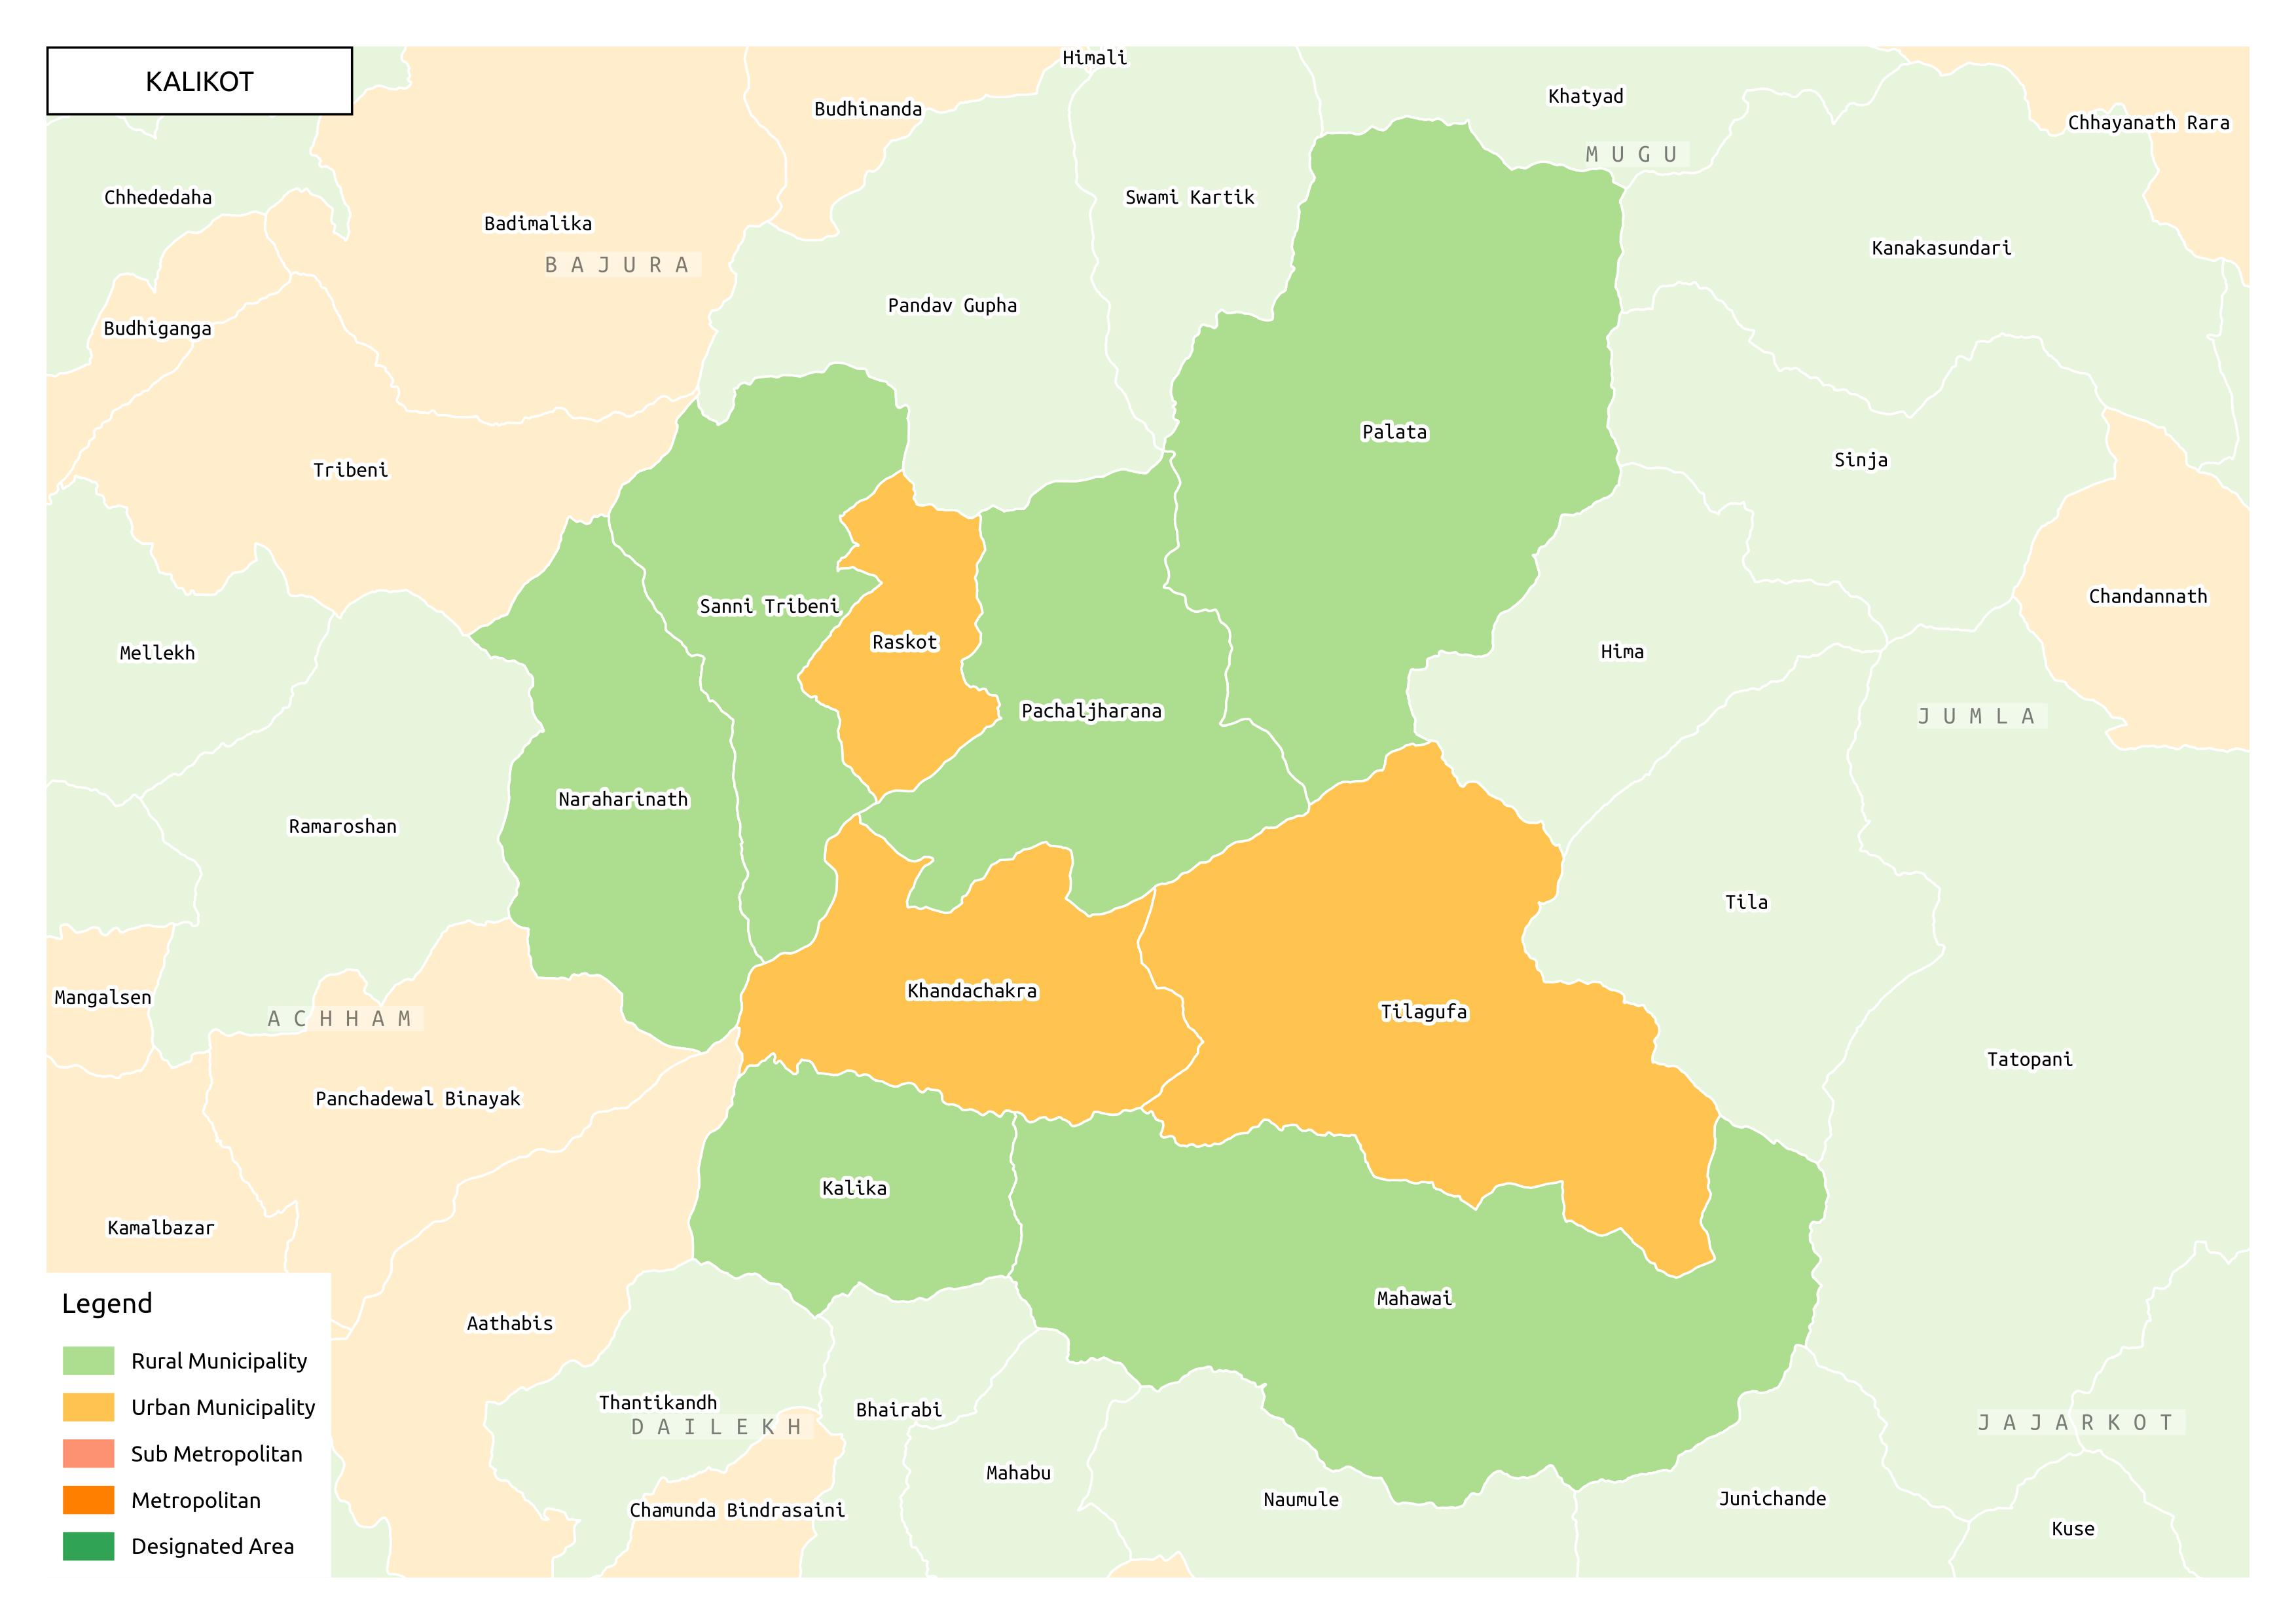 KALIKOT
Himali
Budhinanda
Khatyad
Chhayanath Rara
MUGU
Chhededaha
Swami Kartik
Badimalika
Kanakasundari
BAJURA
Pandav Gupha
Budhiganga
Palata
Sinja
Tribeni
Chandannath
Sanni Tribeni
Raskot
Hima
Mellekh
Pachaljharana
JUMLA
Naraharinath
Ramaroshan
Tila
Khandachakra
Mangalsen
Tilagufa
ACHHAM
Tatopani
Panchadewal Binayak
Kalika
Kamalbazar
Mahawai
Aathabis
Thantikandh
Bhairabi
DAILEKH
JAJARKOT
Mahabu
Naumule
Junichande
Chamunda Bindrasaini
Kuse
Legend
Rural Municipality
Urban Municipality
Sub Metropolitan
Metropolitan
Designated Area